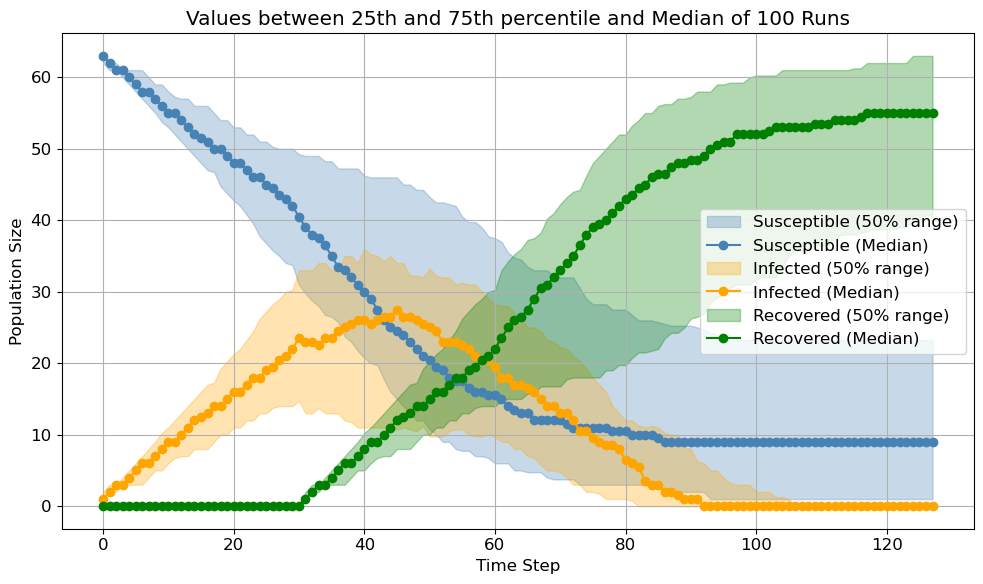 Values between 25th and 75th percentile and Median of 100 Runs
Population Size
60
50
40
30
20
10
0
Susceptible (50% range)
Susceptible (Median)
Infected (50% range)
Infected (Median)
Recovered (50% range)
Recovered (Median)
0 20 40 60 80 100 120
Time Step